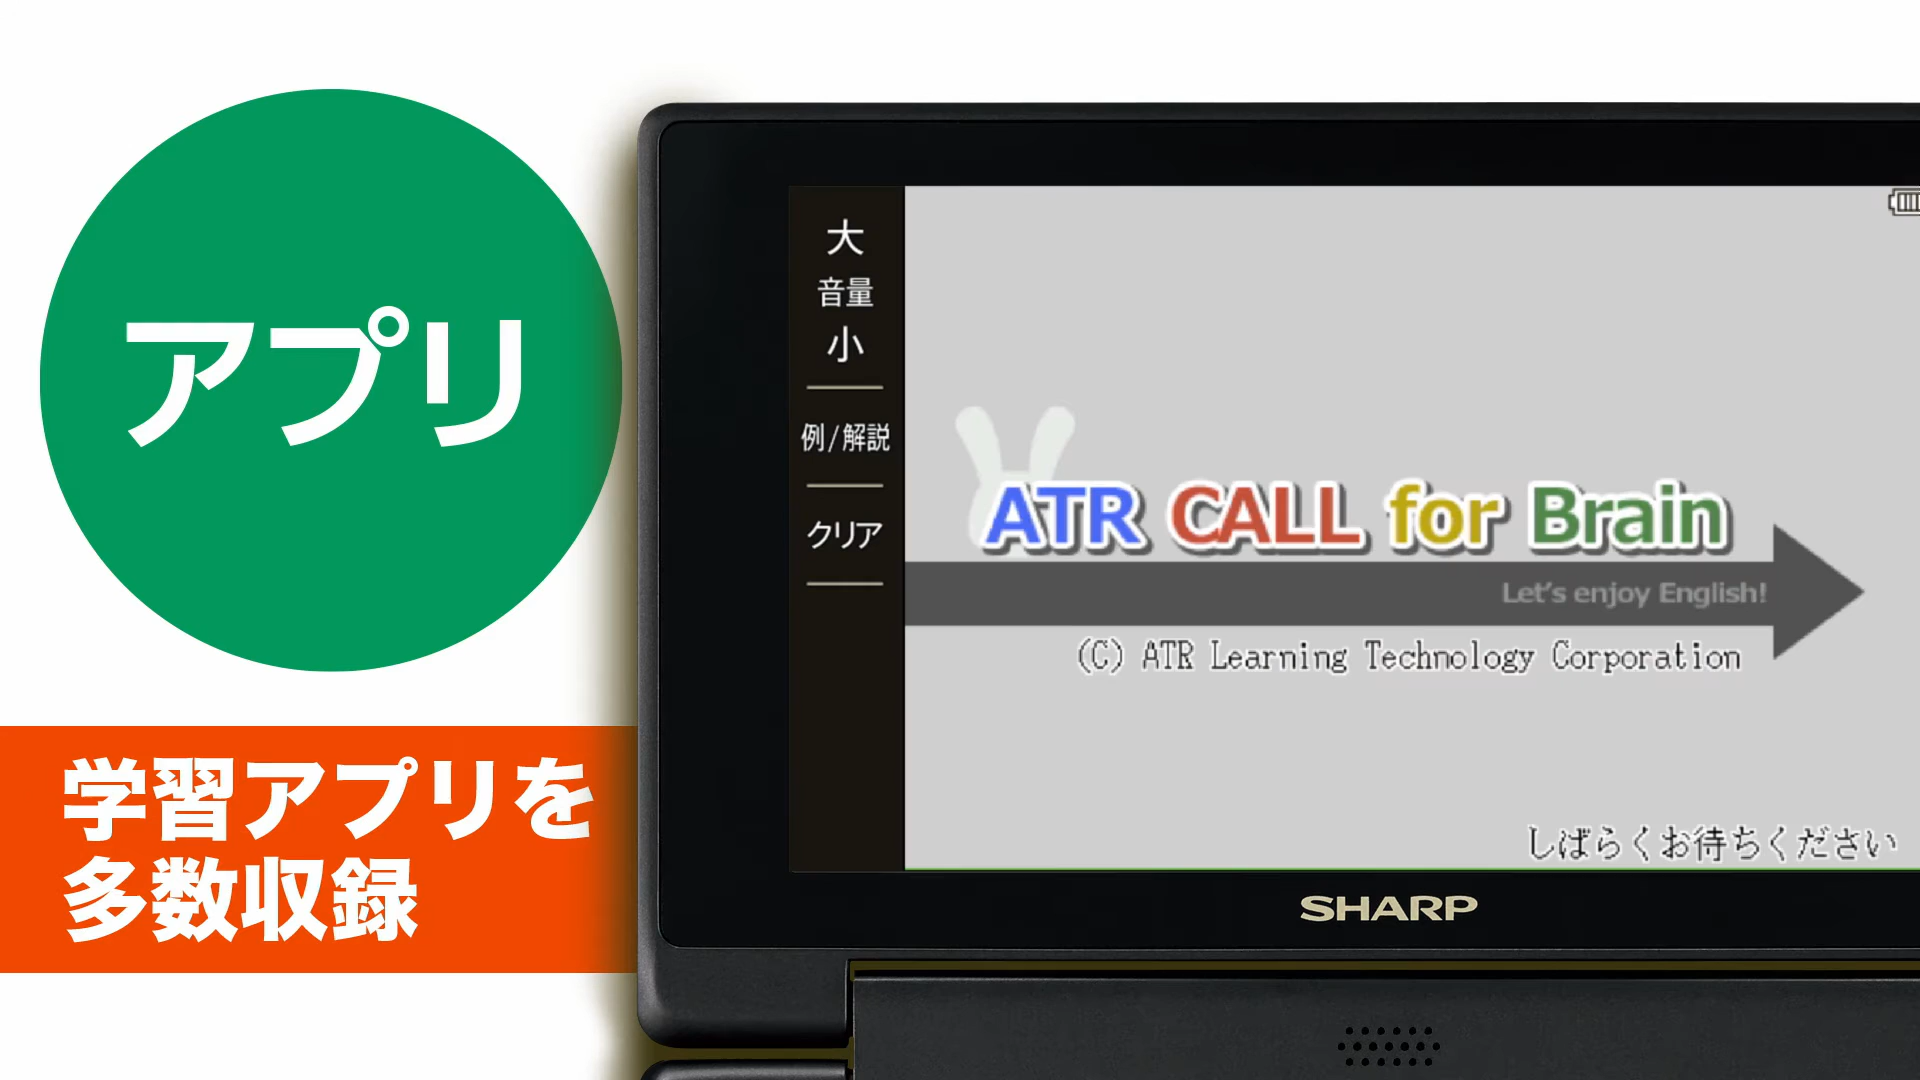 アプリ
学習アプリを
多数収録
大
音量
小
例/解説
クリア
ATR CALL for Brain
Let's enjoy English!
(C) ATR Learning Technology Corporation
しばらくお待ちください
SHARP